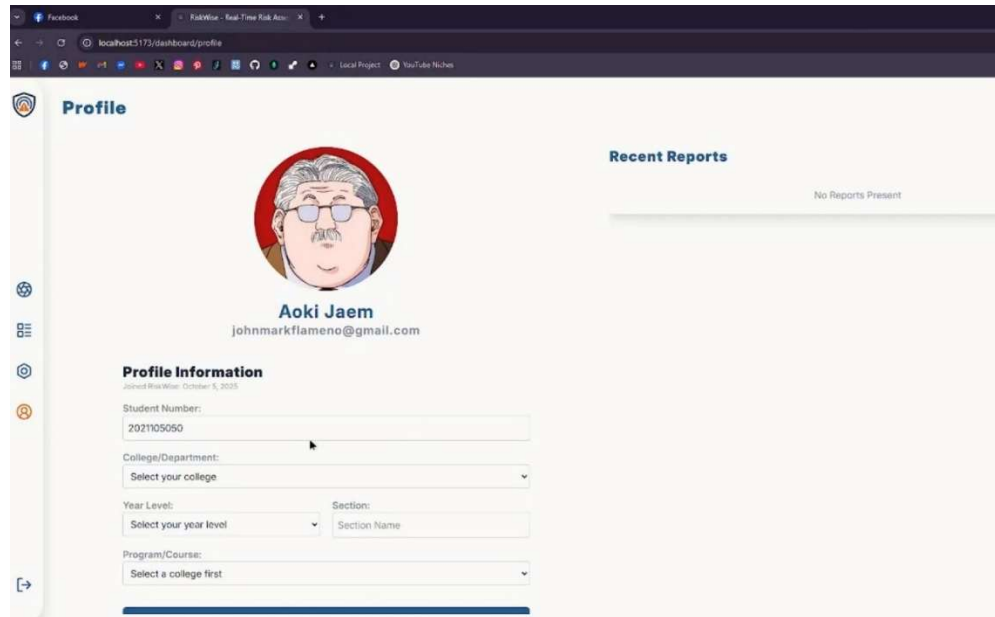 Facebook
RiskWise - Real-Time Risk Asse
localhost:5173/dashboard/profile
Local Project
YouTube Niches
Profile
Aoki Jaem
johnmarkflameno@gmail.com
Profile Information
Joined RiskWise: October 5, 2025
Student Number:
2021105050
College/Department:
Select your college
Year Level:
Section:
Select your year level
Section Name
Program/Course:
Select a college first
Recent Reports
No Reports Present